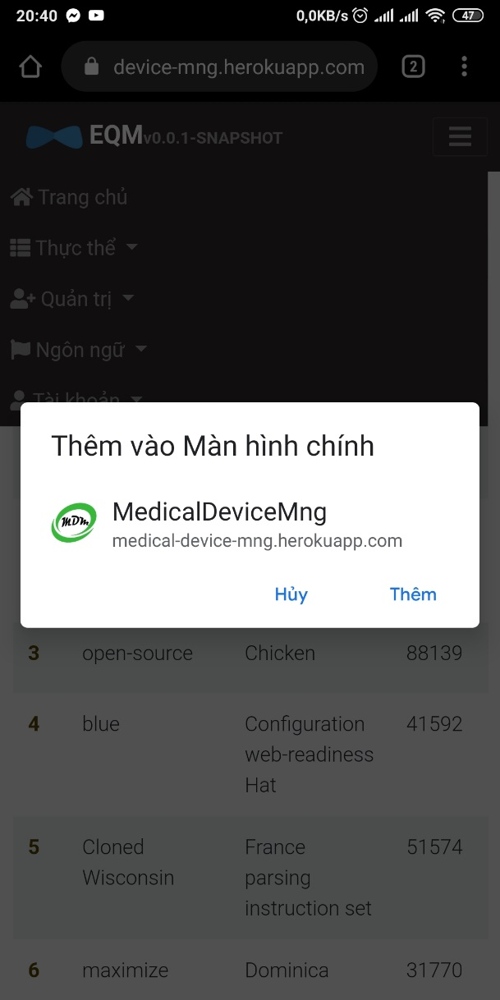 20:40
0,0KB/s
47
device-mng.herokuapp.com
2
EQM v0.0.1-SNAPSHOT
Trang chủ
Thực thể
Quản trị
Ngôn ngữ
Tài khoản
Thêm vào Màn hình chính
MDM
MedicalDeviceMng
medical-device-mng.herokuapp.com
Hủy Thêm
3 open-source Chicken 88139
4 blue Configuration 41592
web-readiness
Hat
5 Cloned France 51574
Wisconsin parsing
instruction set
6 maximize Dominica 31770